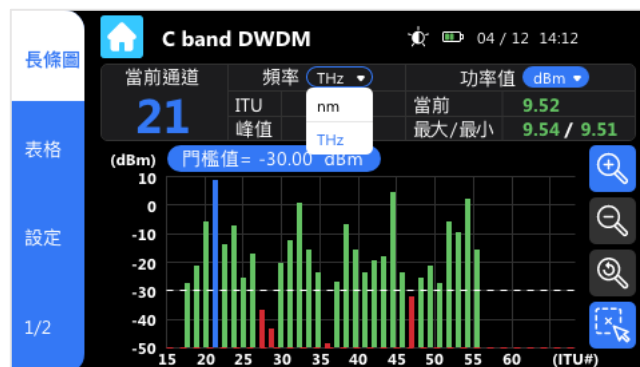 長條圖
表格
設定
1/2
C band DWDM
04 / 12 14:12
當前通道
21
頻率 THz
nm
THz
ITU
峰值
功率值 dBm
當前 9.52
最大/最小 9.54 / 9.51
(dBm)
門檻值= -30.00 dBm
10
0
-10
-20
-30
-40
-50
15 20 25 30 35 40 45 50 55 60 (ITU#)